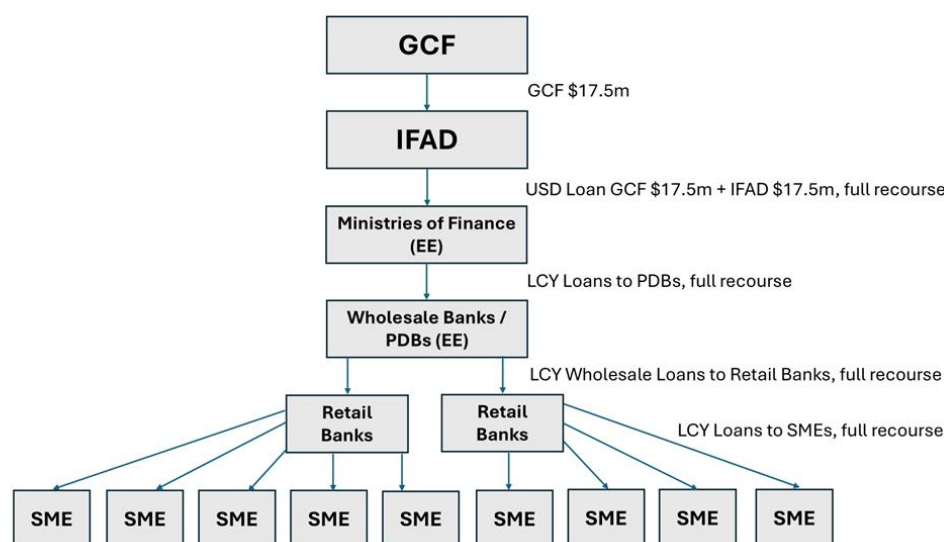 GCF
GCF $17.5m
IFAD
USD Loan GCF $17.5m + IFAD $17.5m, full recourse
Ministries of Finance
(EE)
LCY Loans to PDBs, full recourse
Wholesale Banks /
PDBs (EE)
LCY Wholesale Loans to Retail Banks, full recourse
Retail
Banks
Retail
Banks
LCY Loans to SMEs, full recourse
SME
SME
SME
SME
SME
SME
SME
SME
SME